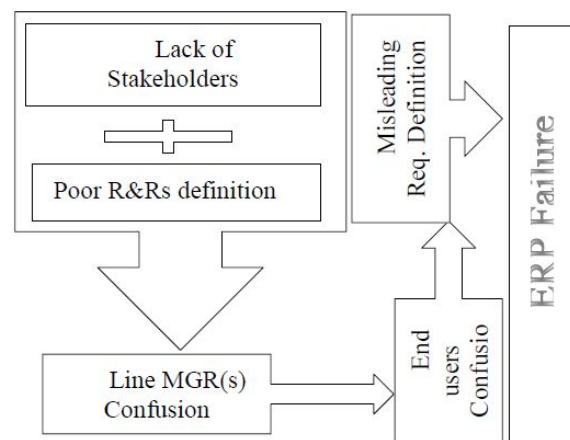 Lack of
Stakeholders
Poor R&Rs definition
Line MGR(s)
Confusion
End
users
Confusio
Misleading
Req. Definition
ERP Failure